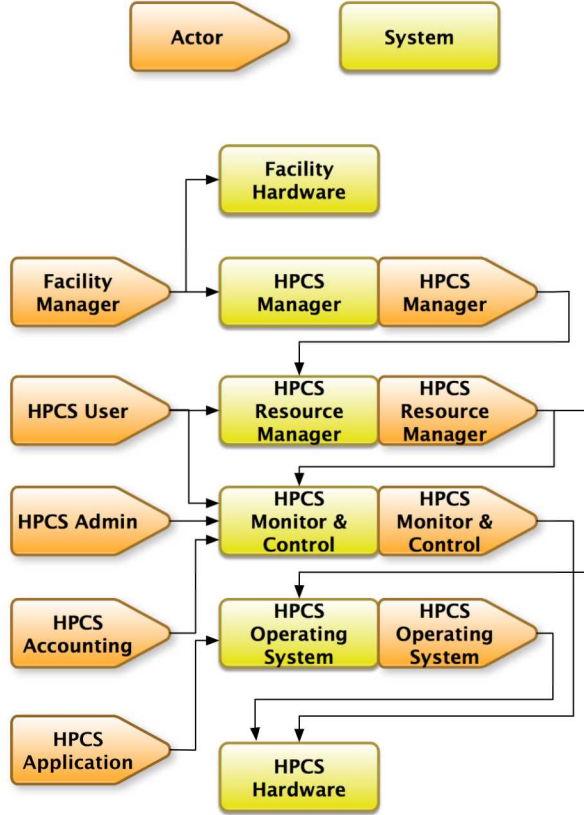 Actor
System
Facility
Hardware
Facility
Manager
HPCS
Manager
HPCS
Manager
HPCS User
HPCS
Resource
Manager
HPCS
Resource
Manager
HPCS Admin
HPCS
Monitor &
Control
HPCS
Monitor &
Control
HPCS
Accounting
HPCS
Operating
System
HPCS
Operating
System
HPCS
Application
HPCS
Hardware